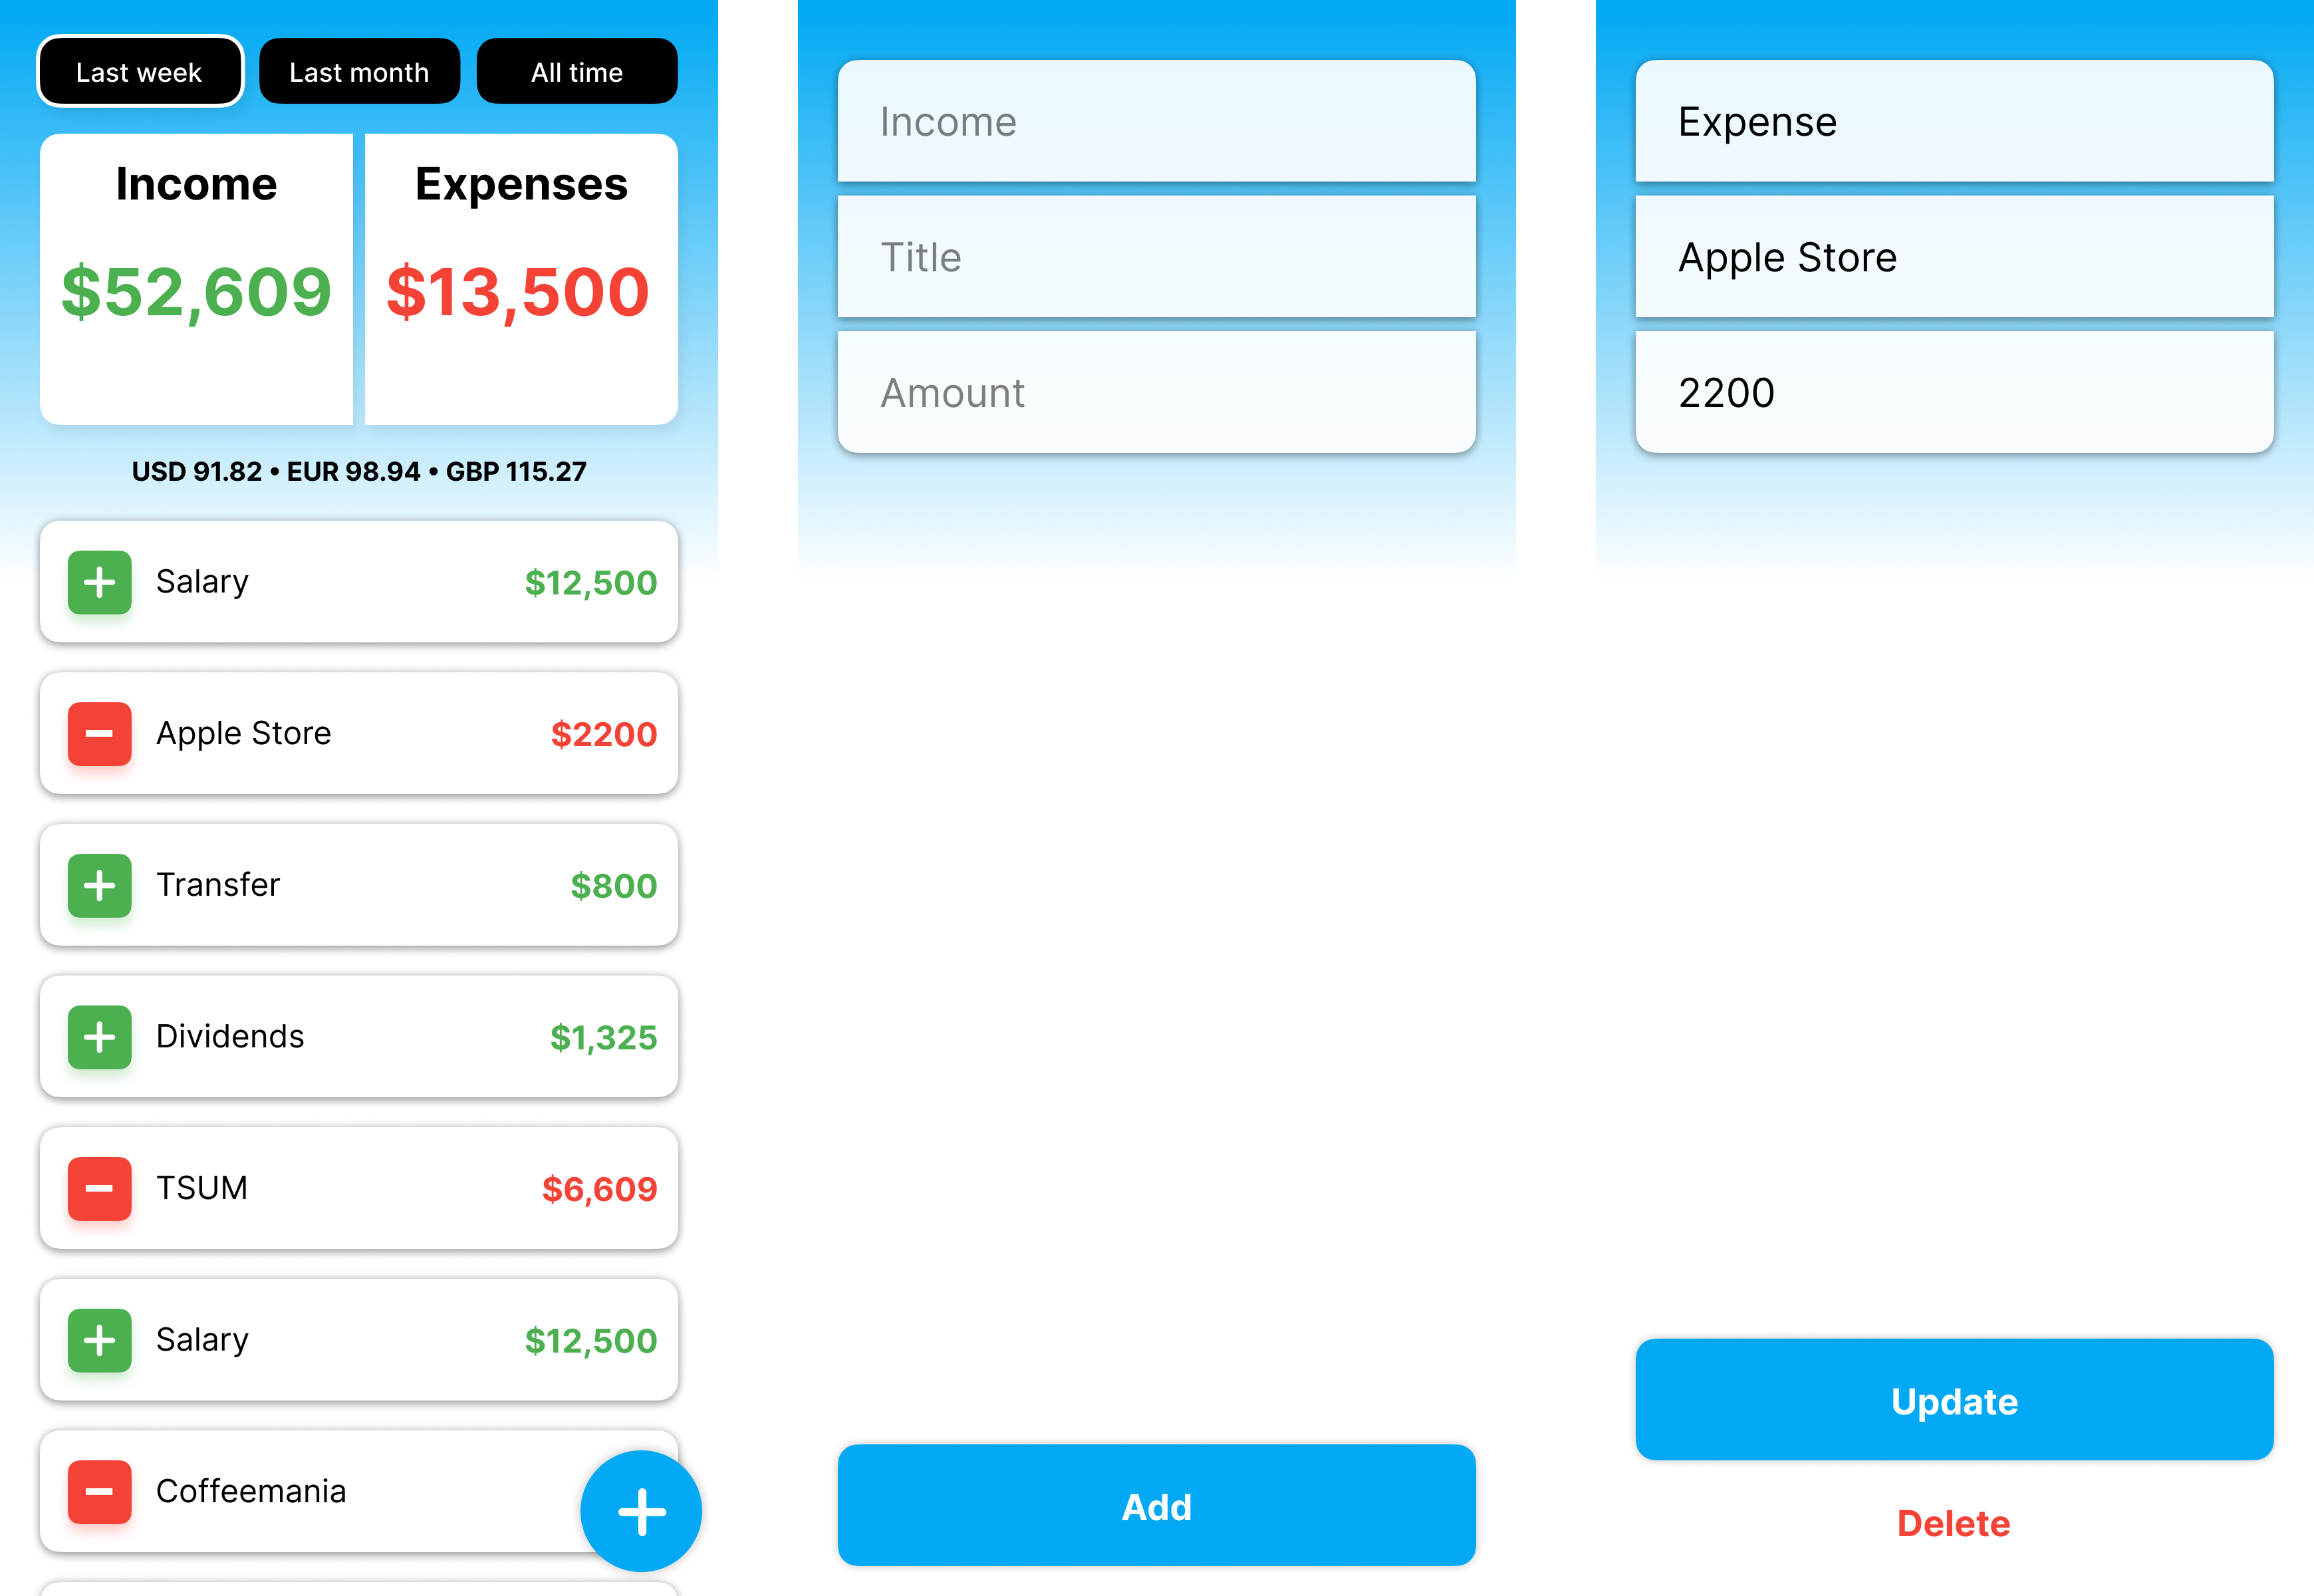 Last week
Last month
All time
Income
Expenses
$52,609
$13,500
USD 91.82 • EUR 98.94 • GBP 115.27
Salary
$12,500
Apple Store
$2200
Transfer
$800
Dividends
$1,325
TSUM
$6,609
Salary
$12,500
Coffeemania
Income
Title
Amount
Add
Expense
Apple Store
2200
Update
Delete